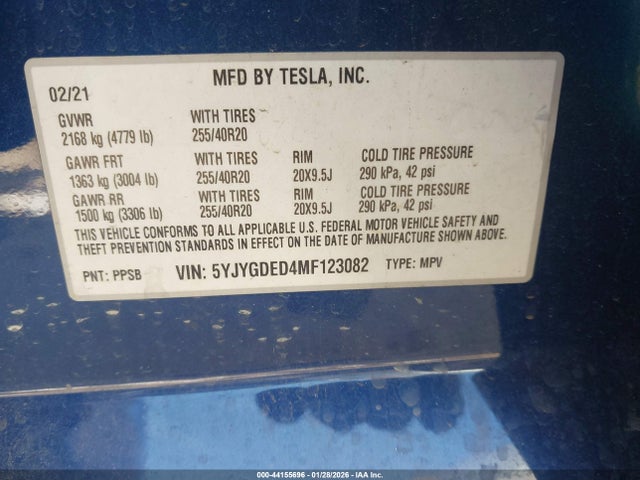 MFD BY TESLA, INC.
02/21
GVWR WITH TIRES
2168 kg (4779 lb) 255/40R20
GAWR FRT WITH TIRES RIM COLD TIRE PRESSURE
1363 kg (3004 lb) 255/40R20 20X9.5J 290 kPa, 42 psi
GAWR RR WITH TIRES RIM COLD TIRE PRESSURE
1500 kg (3306 lb) 255/40R20 20X9.5J 290 kPa, 42 psi
THIS VEHICLE CONFORMS TO ALL APPLICABLE U.S. FEDERAL MOTOR VEHICLE SAFETY AND
THEFT PREVENTION STANDARDS IN EFFECT ON THE DATE OF MANUFACTURE SHOWN ABOVE.
PNT: PPSB VIN: 5YJYGDED4MF123082 TYPE: MPV
000-44155696 - 01/28/2026 - IAA Inc.